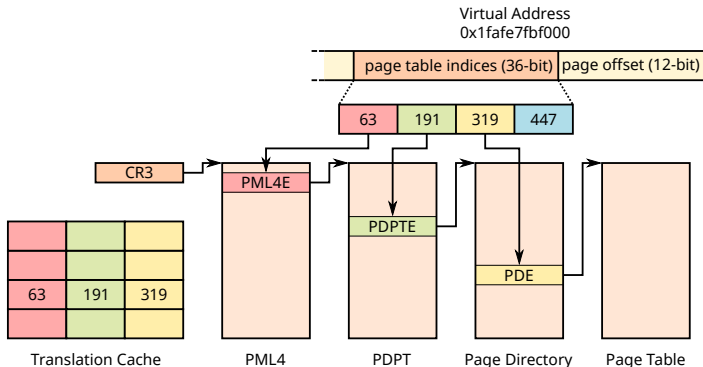 Virtual Address
0x1fafe7fbf000
page table indices (36-bit) page offset (12-bit)
63 191 319 447
CR3
PML4E
PDPTE
PDE
63 191 319
Translation Cache PML4 PDPT Page Directory Page Table